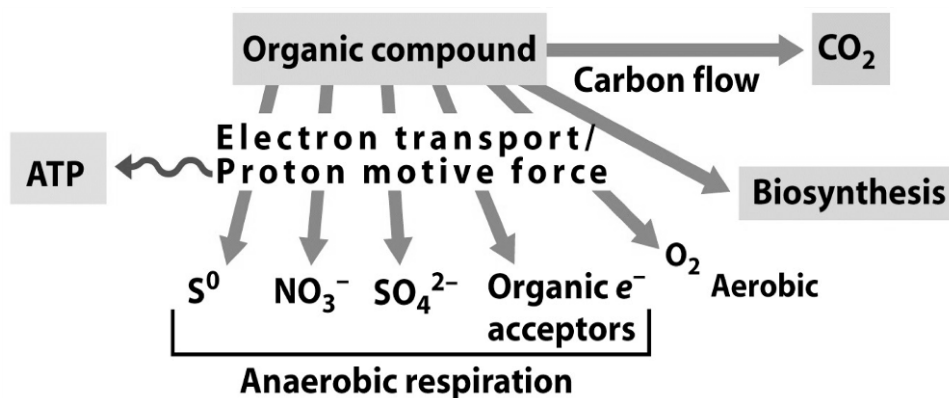 Organic compound
CO₂
Carbon flow
Electron transport/
Proton motive force
ATP
Biosynthesis
S⁰
NO₃⁻
SO₄²⁻
Organic e⁻
acceptors
O₂
Aerobic
Anaerobic respiration